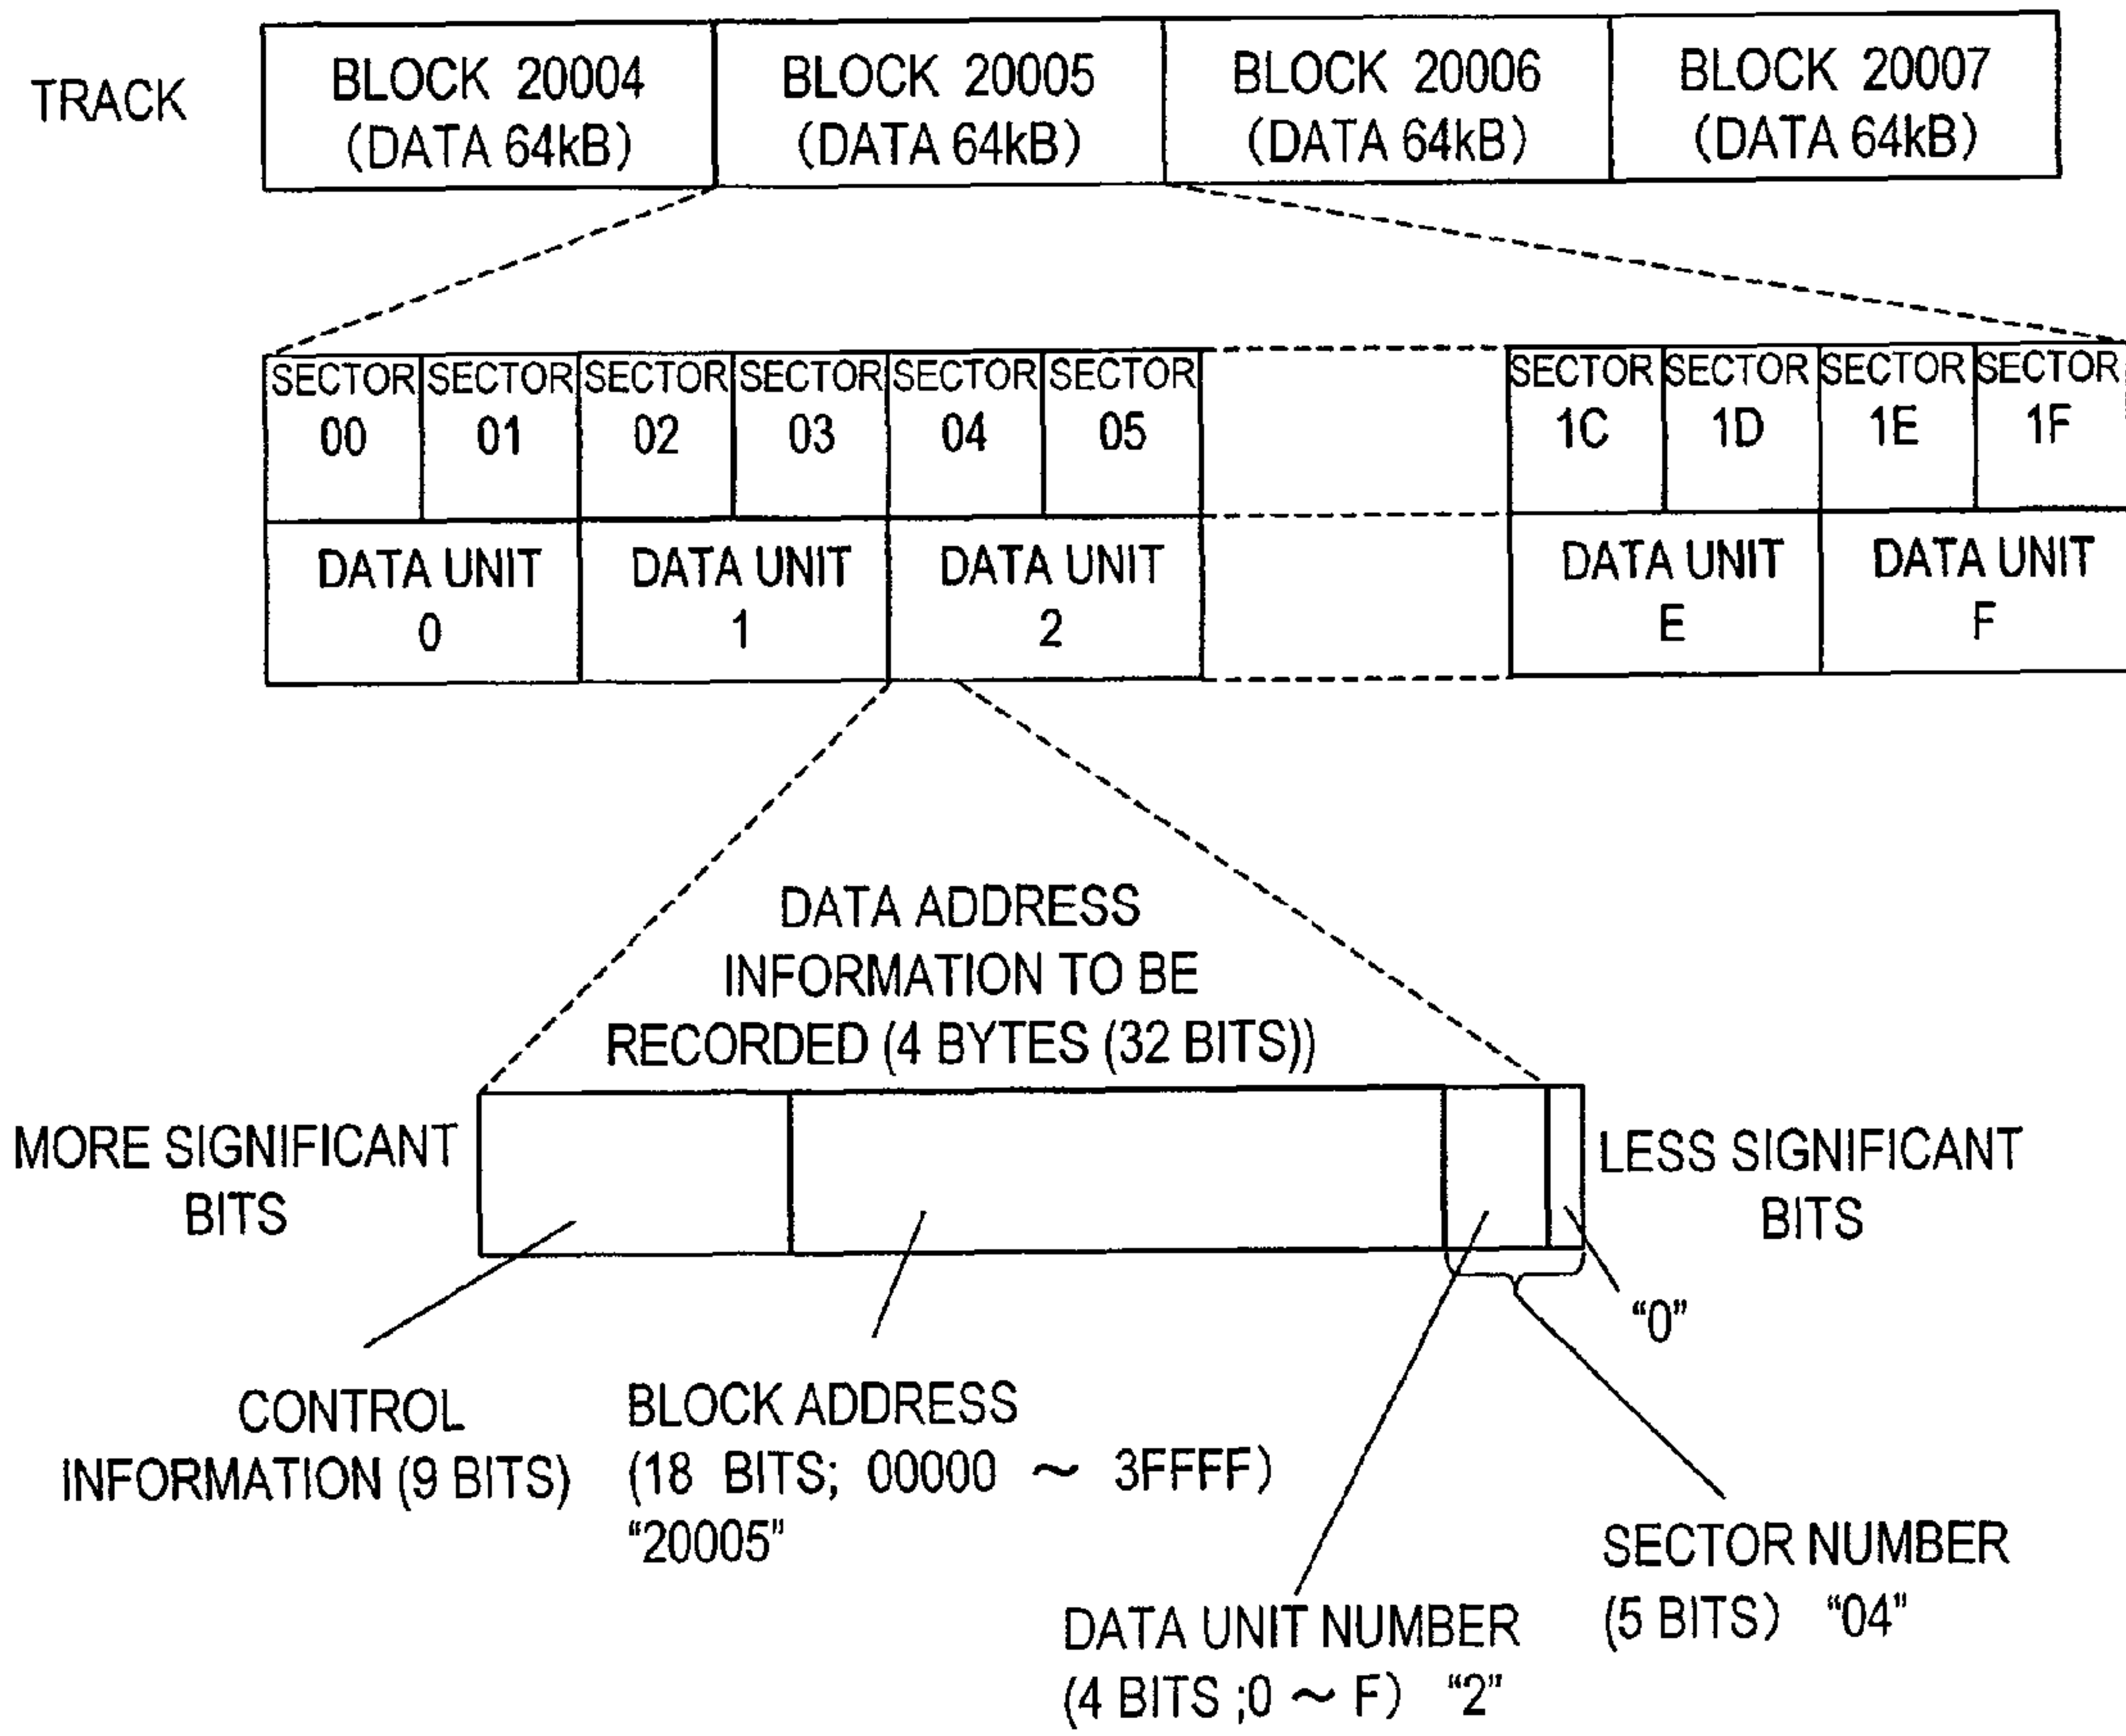 TRACK
BLOCK 20004
(DATA 64kB)
BLOCK 20005
(DATA 64kB)
BLOCK 20006
(DATA 64kB)
BLOCK 20007
(DATA 64kB)
SECTOR
00
SECTOR
01
SECTOR
02
SECTOR
03
SECTOR
04
SECTOR
05
SECTOR
1C
SECTOR
1D
SECTOR
1E
SECTOR
1F
DATA UNIT
0
DATA UNIT
1
DATA UNIT
2
DATA UNIT
E
DATA UNIT
F
DATA ADDRESS
INFORMATION TO BE
RECORDED (4 BYTES (32 BITS))
MORE SIGNIFICANT
BITS
LESS SIGNIFICANT
BITS
“0”
CONTROL
INFORMATION (9 BITS)
BLOCK ADDRESS
(18 BITS; 00000 ~ 3FFFF)
“20005”
SECTOR NUMBER
(5 BITS) “04”
DATA UNIT NUMBER
(4 BITS ;0 ~ F) “2”